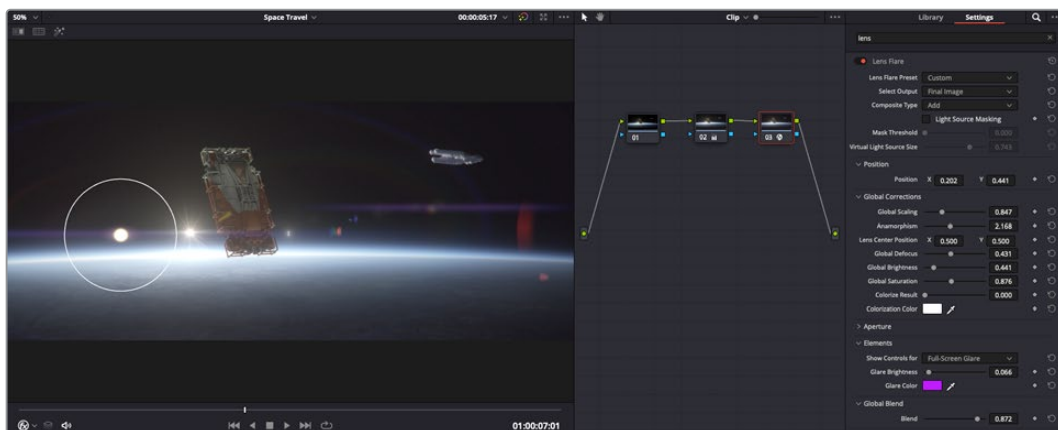 50%
Space Travel
00:00:05:17
Clip
Library
Settings
lens
Lens Flare
Lens Flare Preset Custom
Select Output Final Image
Composite Type Add
Light Source Masking
Mask Threshold 0.000
Virtual Light Source Size 0.743
Position
Position X 0.202 Y 0.441
Global Corrections
Global Scaling 0.847
Anamorphism 2.168
Lens Center Position X 0.500 Y 0.500
Global Defocus 0.431
Global Brightness 0.441
Global Saturation 0.876
Colorize Result 0.000
Colorization Color
Aperture
Elements
Show Controls for Full-Screen Glare
Glare Brightness 0.066
Glare Color
Global Blend
Blend 0.872
01
02
03
01:00:07:01